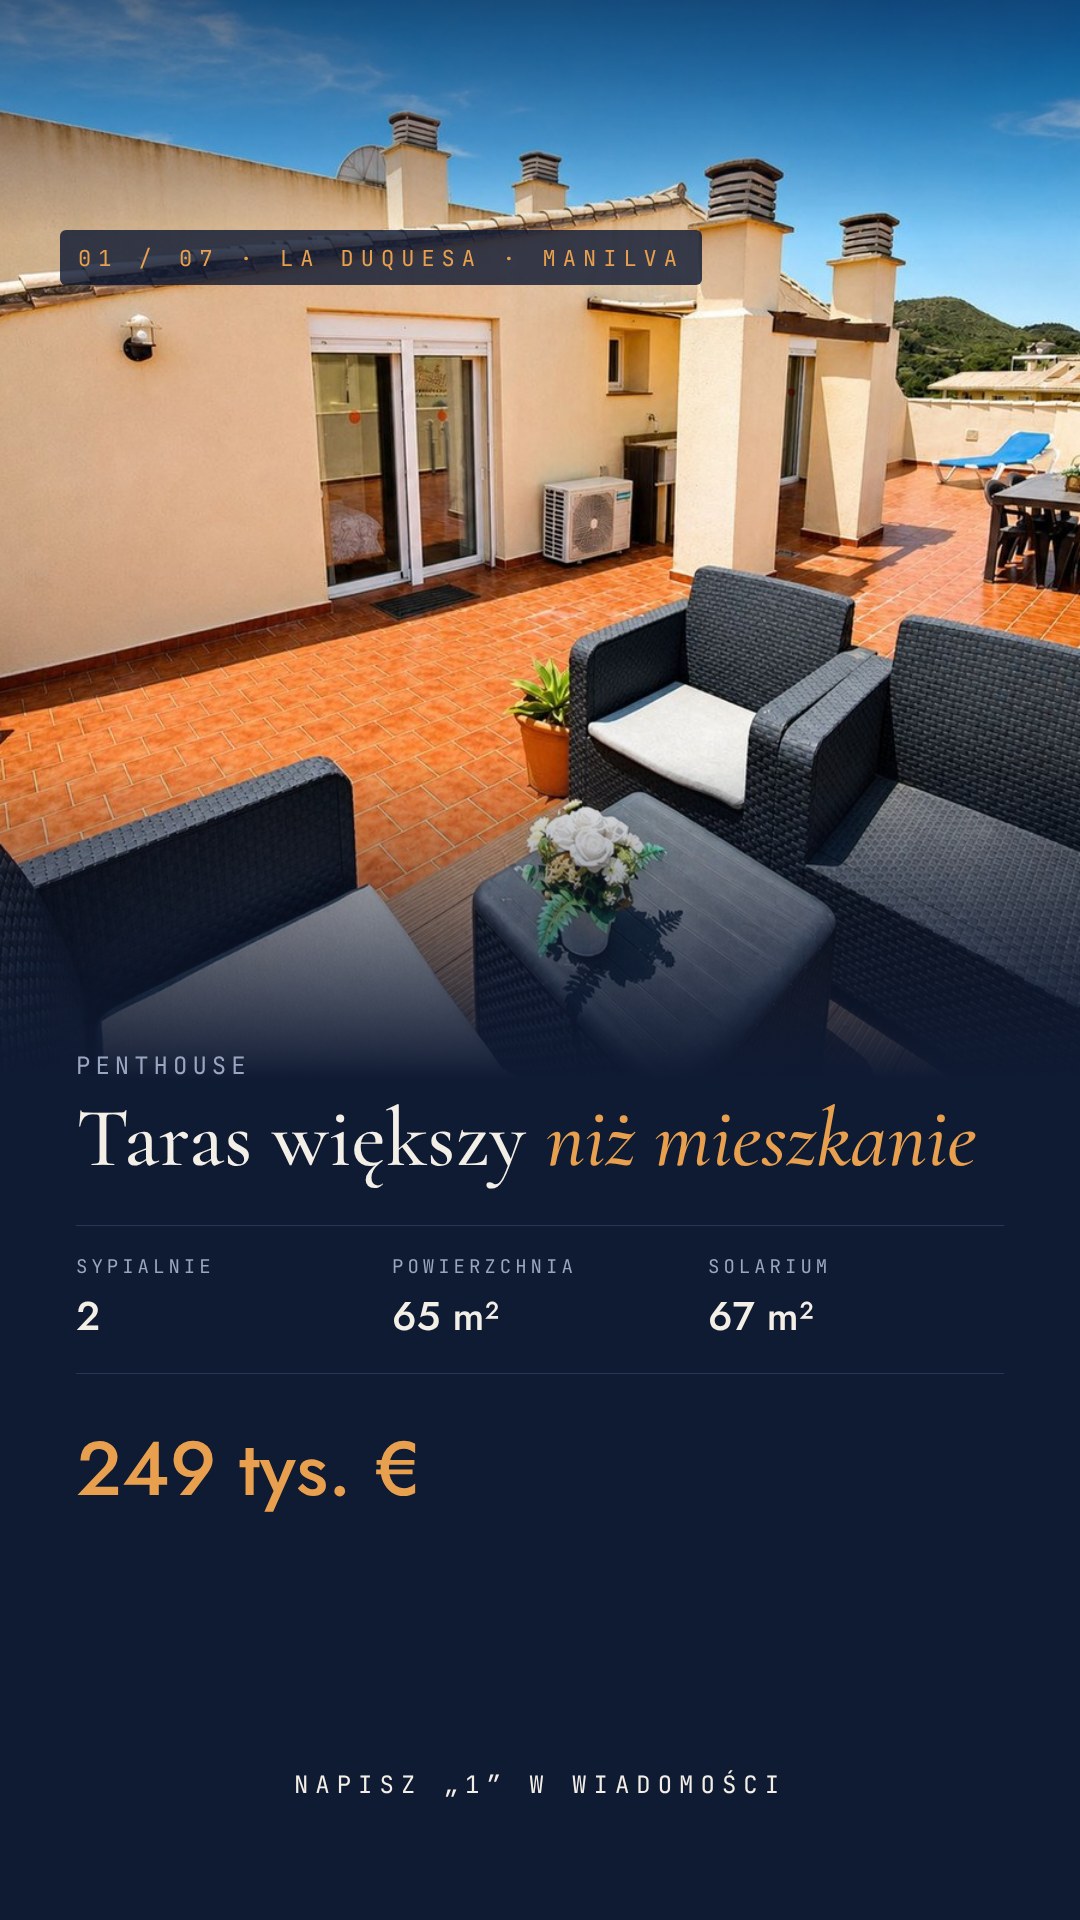 01 / 07 · LA DUQUESA · MANILVA
PENTHOUSE
Taras większy niż mieszkanie
SYPIALNIE POWIERZCHNIA SOLARIUM
2 65 m² 67 m²
249 tys. €
NAPISZ „1” W WIADOMOŚCI